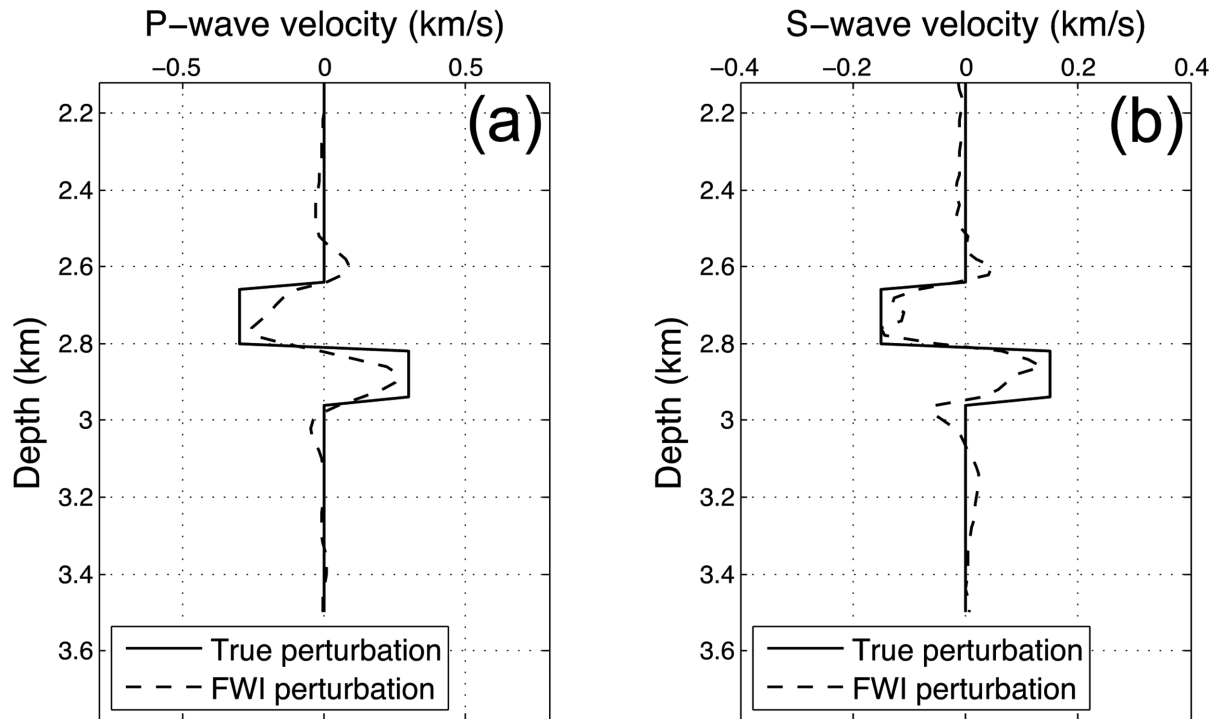 P−wave velocity (km/s)
−0.5 0 0.5
(a)
2.2
2.4
2.6
2.8
3
3.2
3.4
3.6
Depth (km)
True perturbation
FWI perturbation
S−wave velocity (km/s)
−0.4 −0.2 0 0.2 0.4
(b)
2.2
2.4
2.6
2.8
3
3.2
3.4
3.6
Depth (km)
True perturbation
FWI perturbation